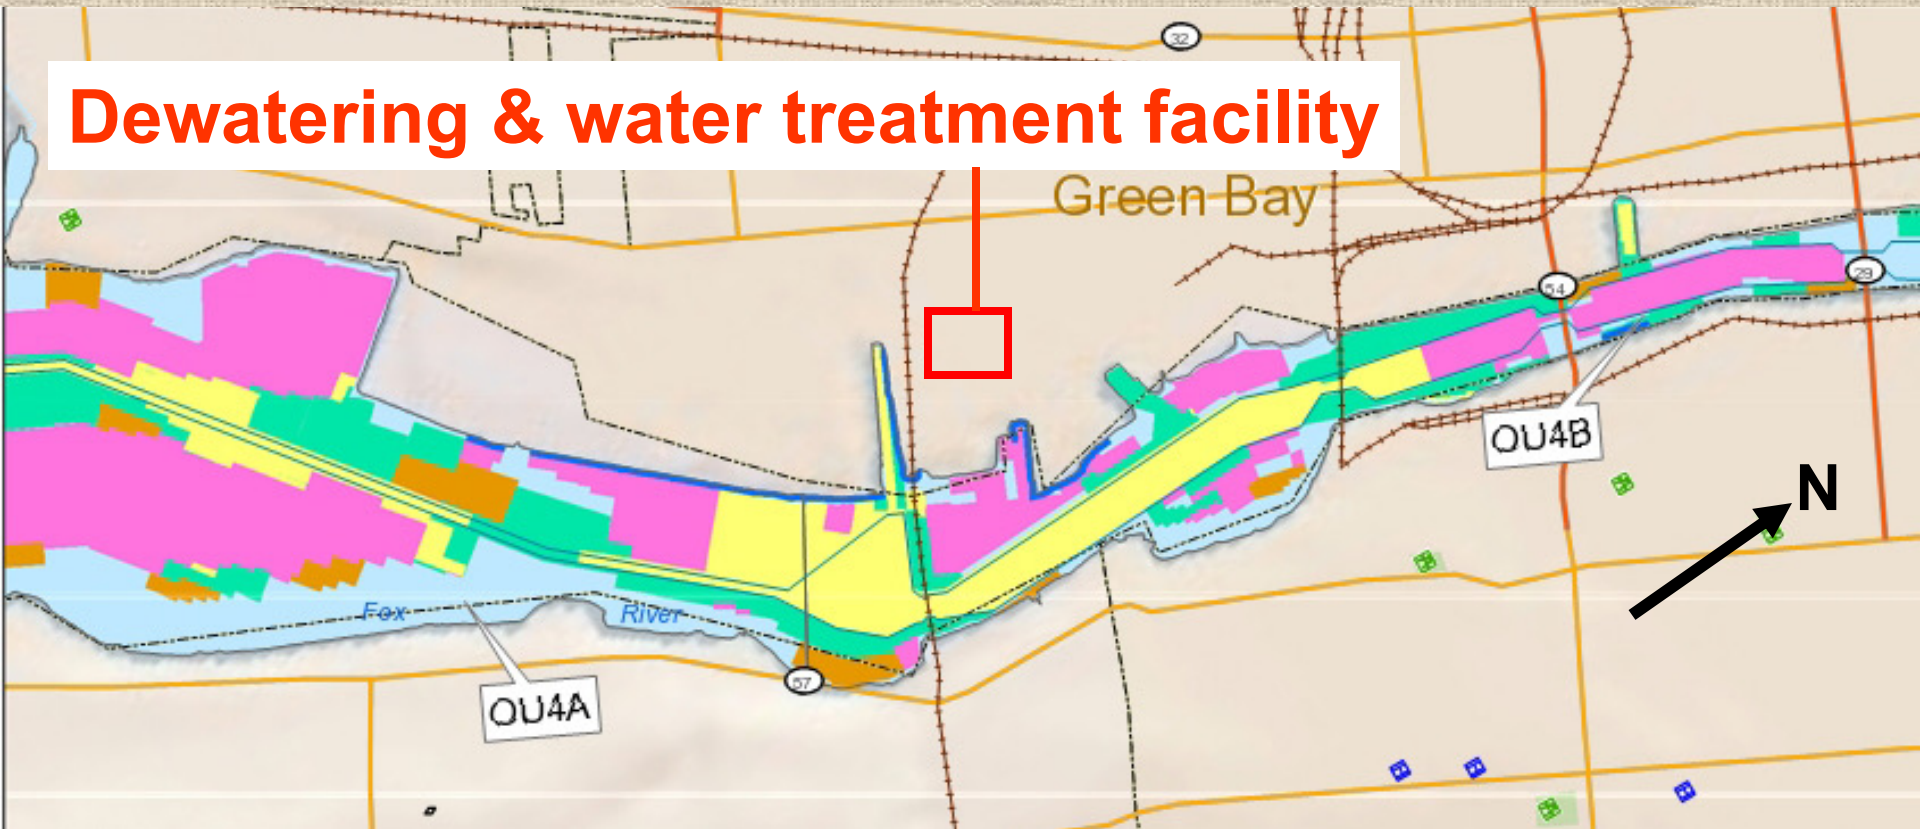 32
Dewatering & water treatment facility
Green Bay
29
54
OU4B
N
Fox River
57
OU4A